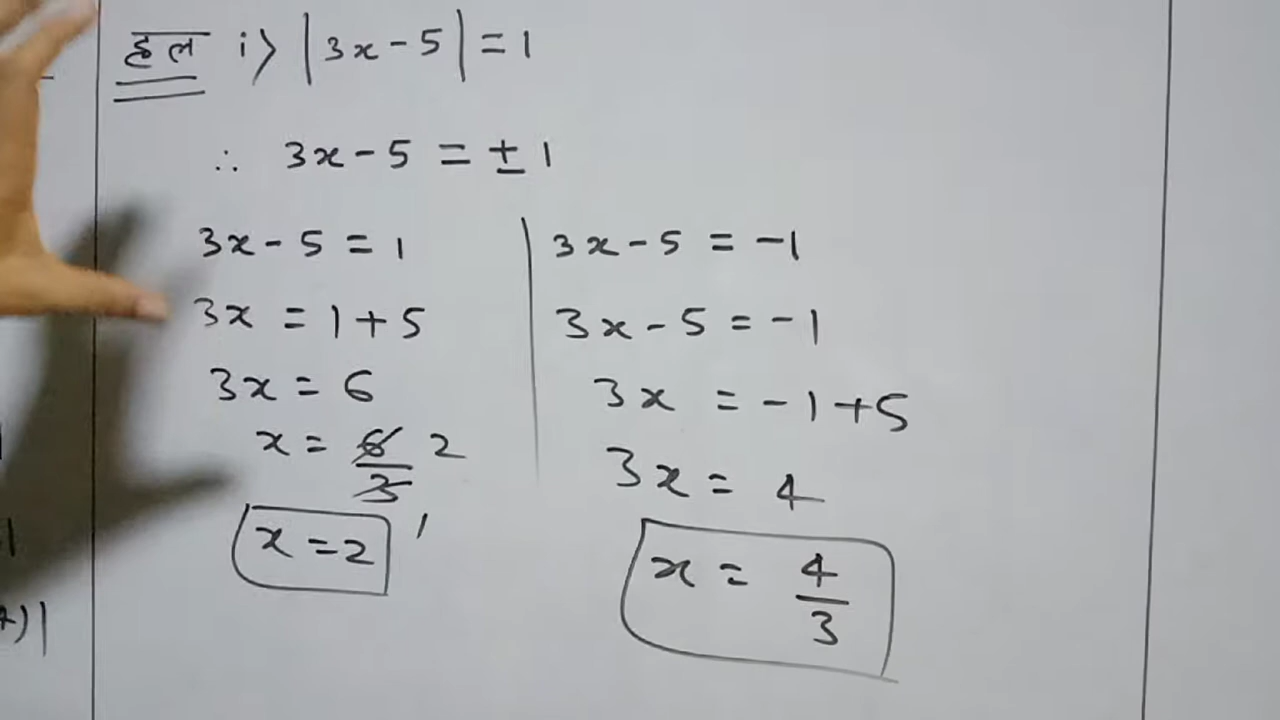 हल i> |3x - 5| = 1
∴ 3x - 5 = ± 1
3x - 5 = 1
3x = 1 + 5
3x = 6
x = 6/3 2
1
x = 2
3x - 5 = -1
3x - 5 = -1
3x = -1 + 5
3x = 4
x = 4/3
)|